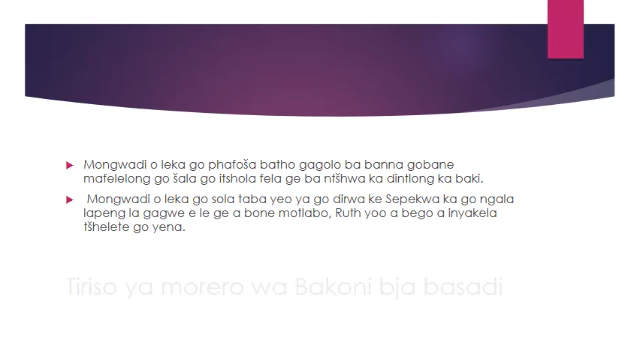 Mongwadi o leka go phafoša batho gagolo ba banna gobane
mafelelong go šala go itshola fela ge ba ntšhwa ka dintlong ka baki.
Mongwadi o leka go sola taba yeo ya go dirwa ke Sepekwa ka go ngala
lapeng la gagwe e le ge a bone motlabo, Ruth yoo a bego a inyakela
tšhelete go yena.
Tiriso ya morero wa Bakoni bja basadi